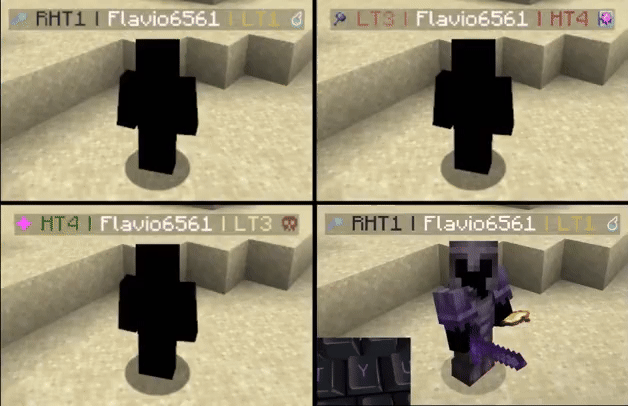 RHT1 | Flavio6561 | LT1
LT3 | Flavio6561 | HT4
HT4 | Flavio6561 | LT3
RHT1 | Flavio6561 | LT1
T Y U